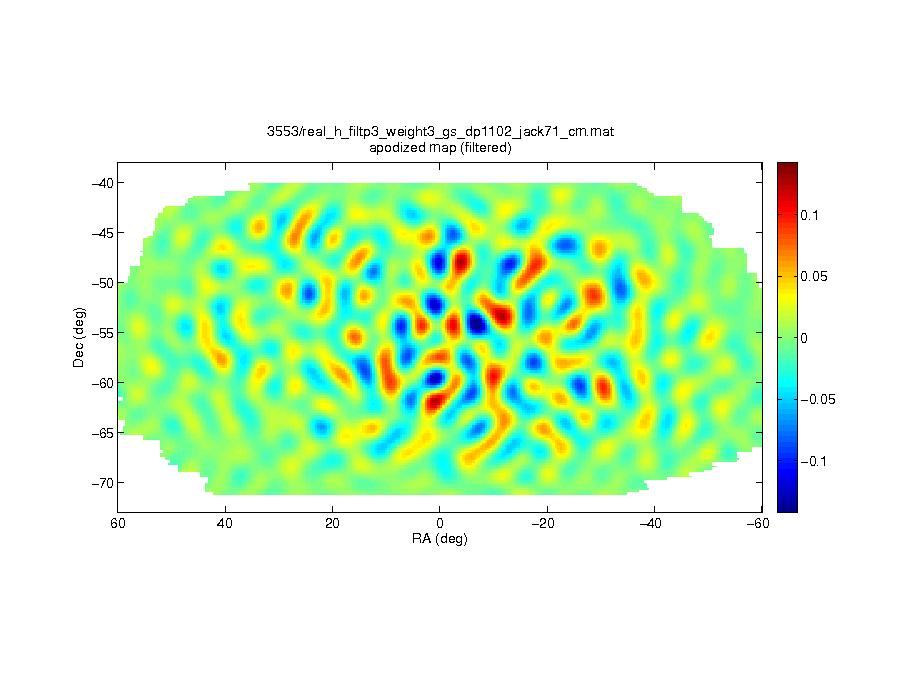 3553/real_h_filtp3_weight3_gs_dp1102_jack71_cm.mat
apodized map (filtered)
−40
−45
−50
−55
−60
−65
−70
Dec (deg)
60 40 20 0 −20 −40 −60
RA (deg)
0.1
0.05
0
−0.05
−0.1